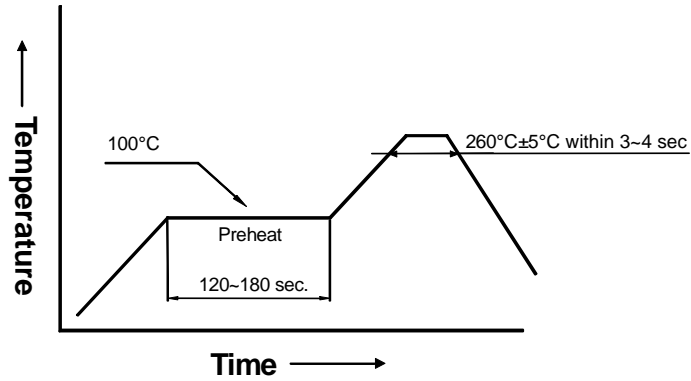 Temperature
100°C
260°C±5°C within 3~4 sec
Preheat
120~180 sec.
Time